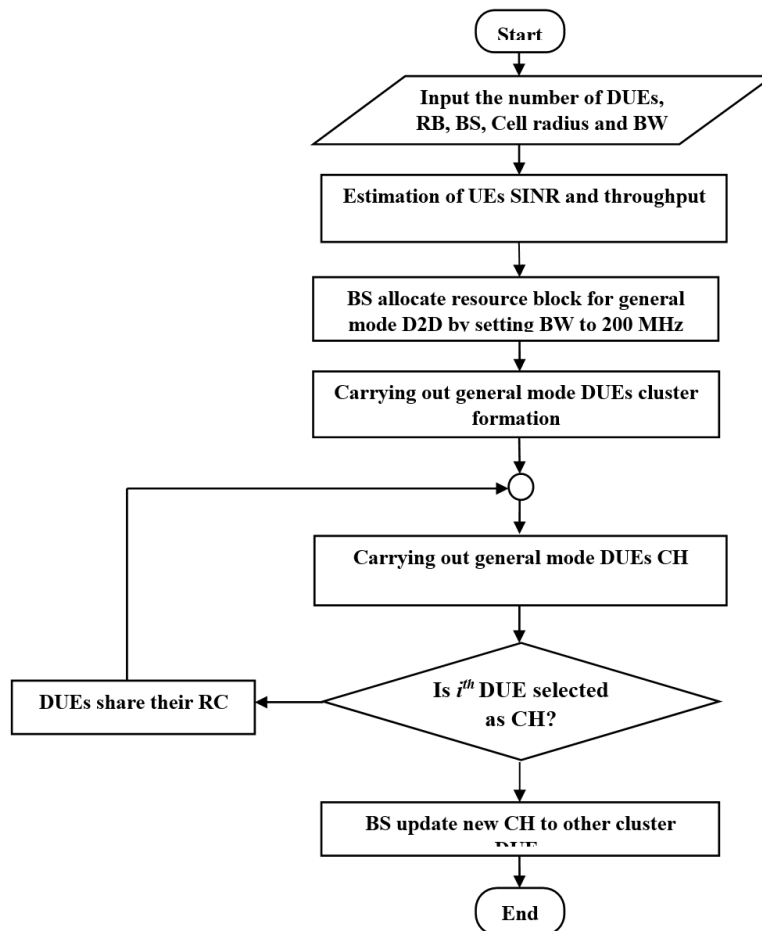 Start
Input the number of DUEs,
RB, BS, Cell radius and BW
Estimation of UEs SINR and throughput
BS allocate resource block for general
mode D2D by setting BW to 200 MHz
Carrying out general mode DUEs cluster
formation
Carrying out general mode DUEs CH
Is iᵗʰ DUE selected
as CH?
DUEs share their RC
BS update new CH to other cluster
DUE
End